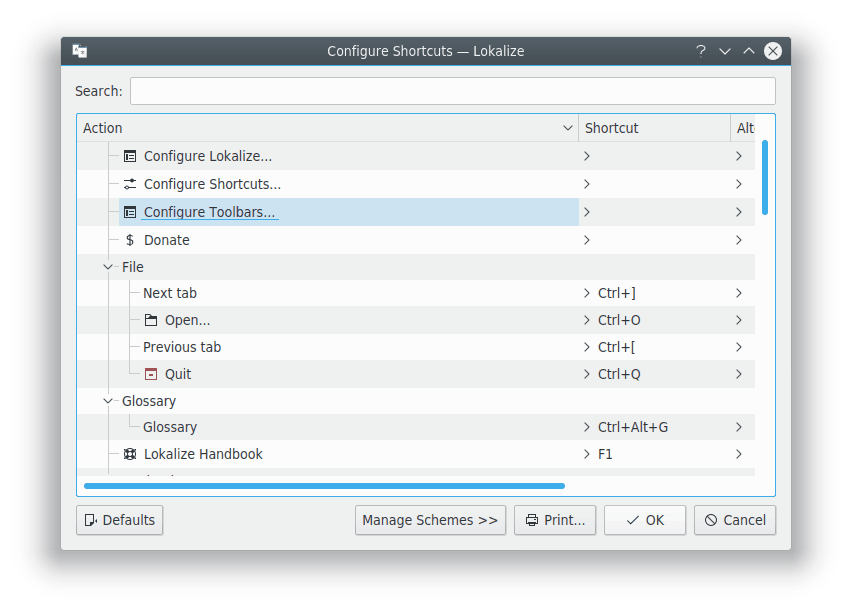 Configure Shortcuts — Lokalize
Search:
Action Shortcut Alt
Configure Lokalize...
Configure Shortcuts...
Configure Toolbars...
$ Donate
File
Next tab Ctrl+]
Open... Ctrl+O
Previous tab Ctrl+[
Quit Ctrl+Q
Glossary
Glossary Ctrl+Alt+G
Lokalize Handbook F1
Defaults Manage Schemes >> Print... OK Cancel